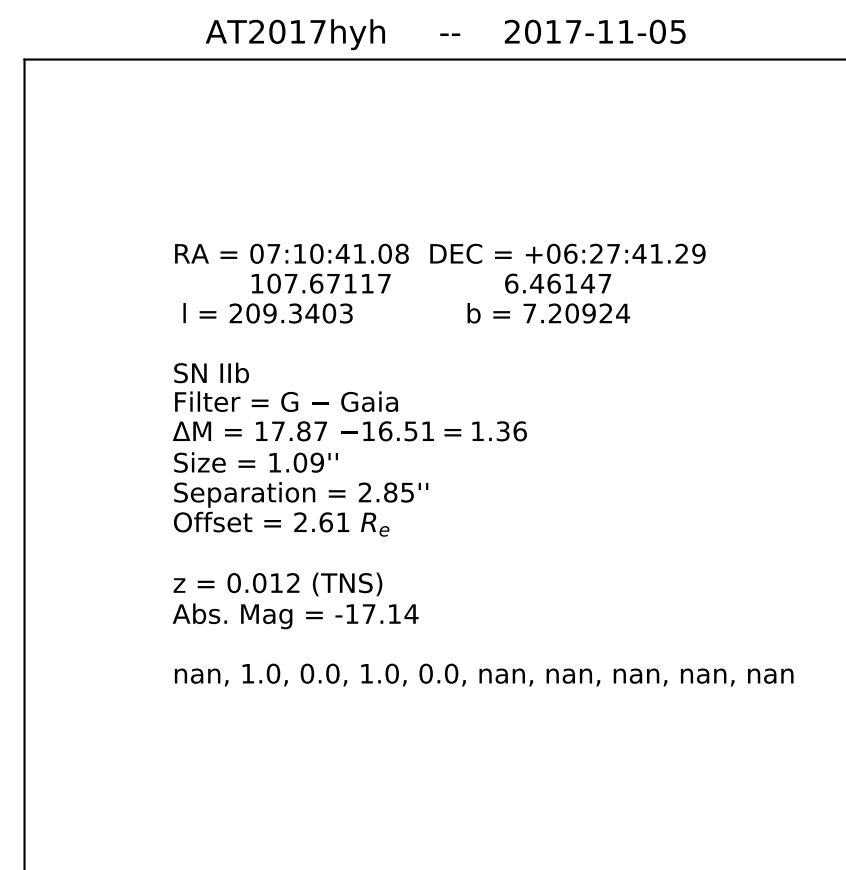 AT2017hyh -- 2017-11-05
RA = 07:10:41.08 DEC = +06:27:41.29
107.67117 6.46147
l = 209.3403 b = 7.20924
SN IIb
Filter = G − Gaia
ΔM = 17.87 −16.51 = 1.36
Size = 1.09''
Separation = 2.85''
Offset = 2.61 Rₑ
z = 0.012 (TNS)
Abs. Mag = -17.14
nan, 1.0, 0.0, 1.0, 0.0, nan, nan, nan, nan, nan